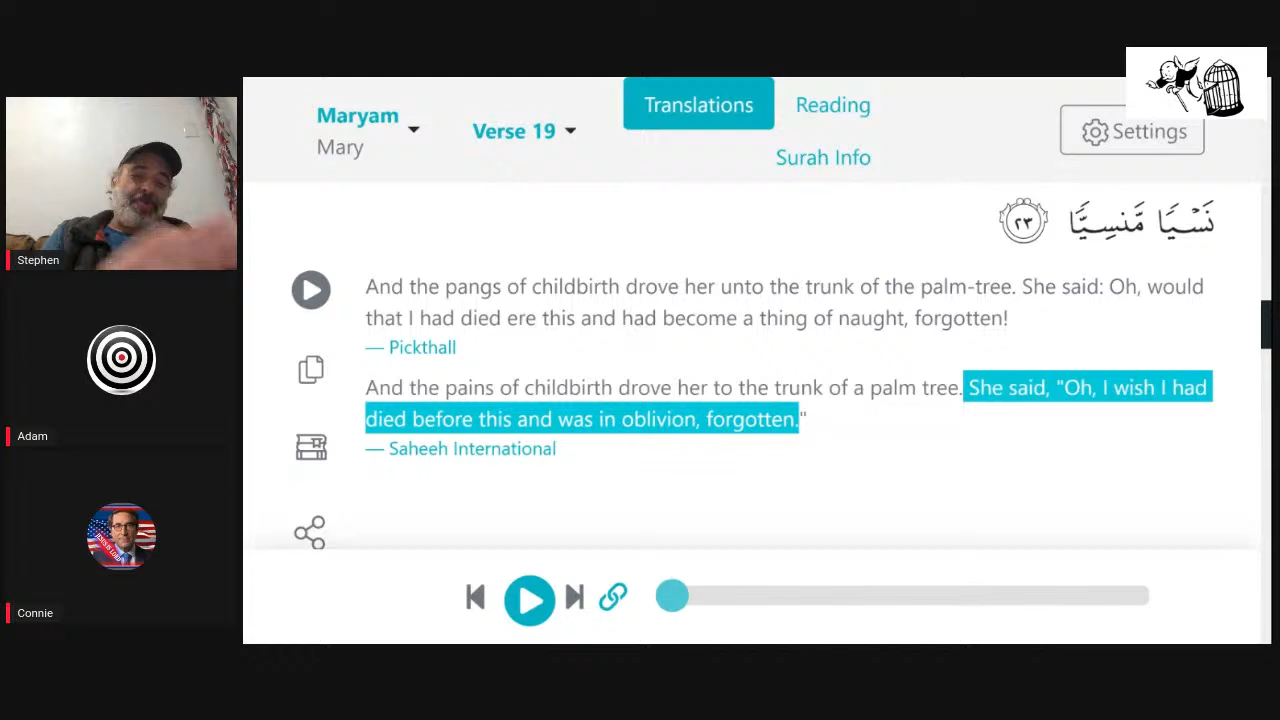 Maryam
Mary
Verse 19
Translations
Reading
Surah Info
Settings
نَسْيًا مَّنسِيًّا ٢٣
And the pangs of childbirth drove her unto the trunk of the palm-tree. She said: Oh, would
that I had died ere this and had become a thing of naught, forgotten!
— Pickthall
And the pains of childbirth drove her to the trunk of a palm tree. She said, "Oh, I wish I had
died before this and was in oblivion, forgotten."
— Saheeh International
Stephen
Adam
JESUS IS LORD
Connie